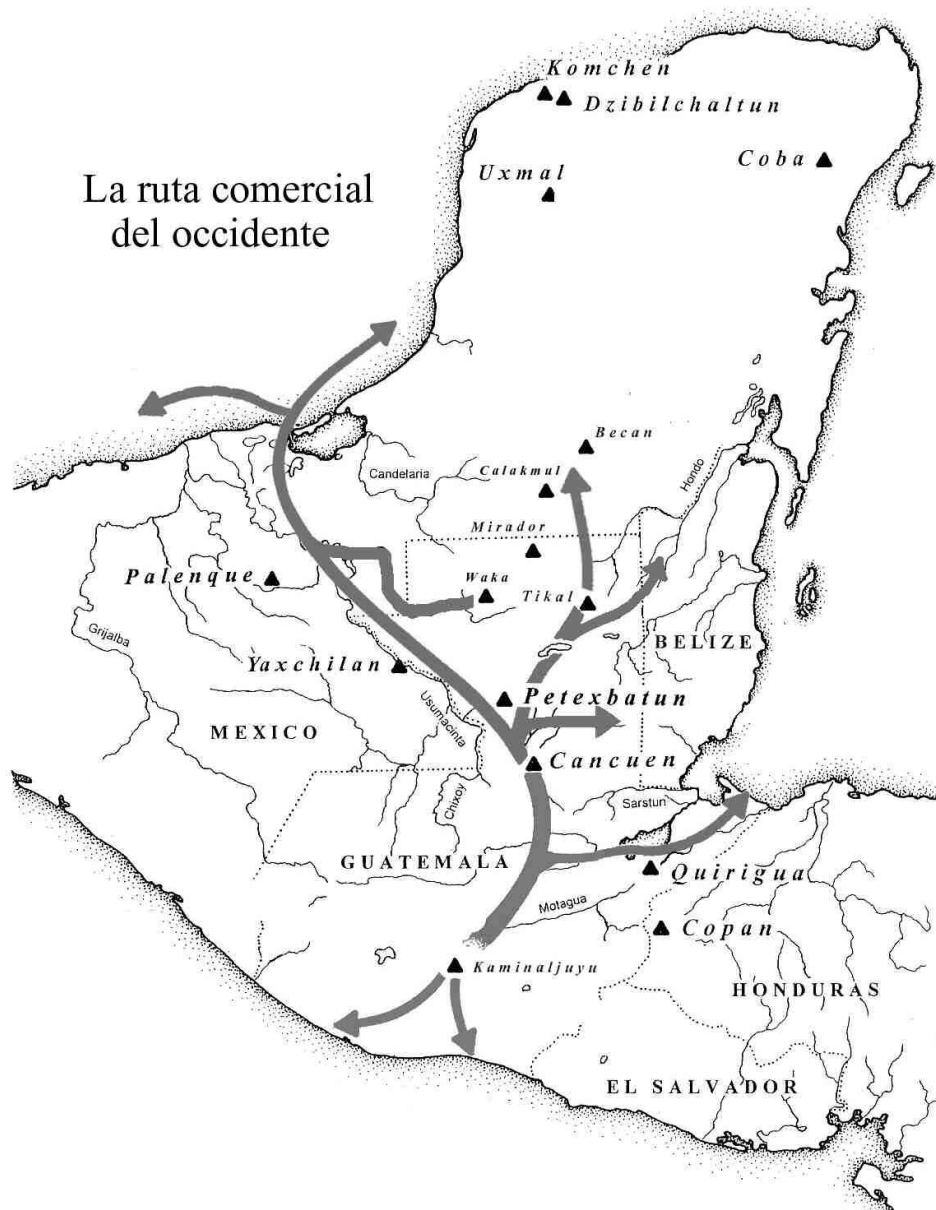 Komchen
Dzibilchaltun
Coba
Uxmal
La ruta comercial
del occidente
Becan
Candelaria
Calakmul
Hondo
Mirador
Palenque
Waka
Tikal
Grijalba
BELIZE
Yaxchilan
Petexbatun
Usumacinta
MEXICO
Cancuen
Chixoy
Sarstun
GUATEMALA
Quirigua
Motagua
Copan
Kaminaljuyu
HONDURAS
EL SALVADOR